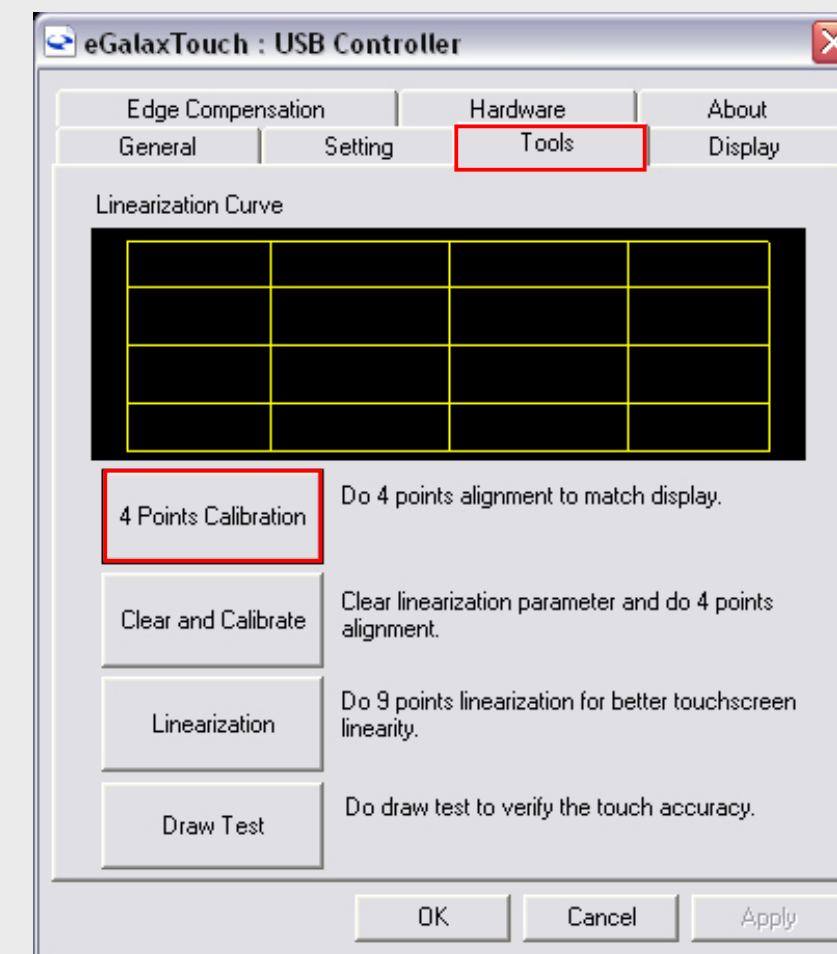 eGalaxTouch : USB Controller
Edge Compensation Hardware About
General Setting Tools Display
Linearization Curve
4 Points Calibration
Do 4 points alignment to match display.
Clear and Calibrate
Clear linearization parameter and do 4 points
alignment.
Linearization
Do 9 points linearization for better touchscreen
linearity.
Draw Test
Do draw test to verify the touch accuracy.
OK Cancel Apply